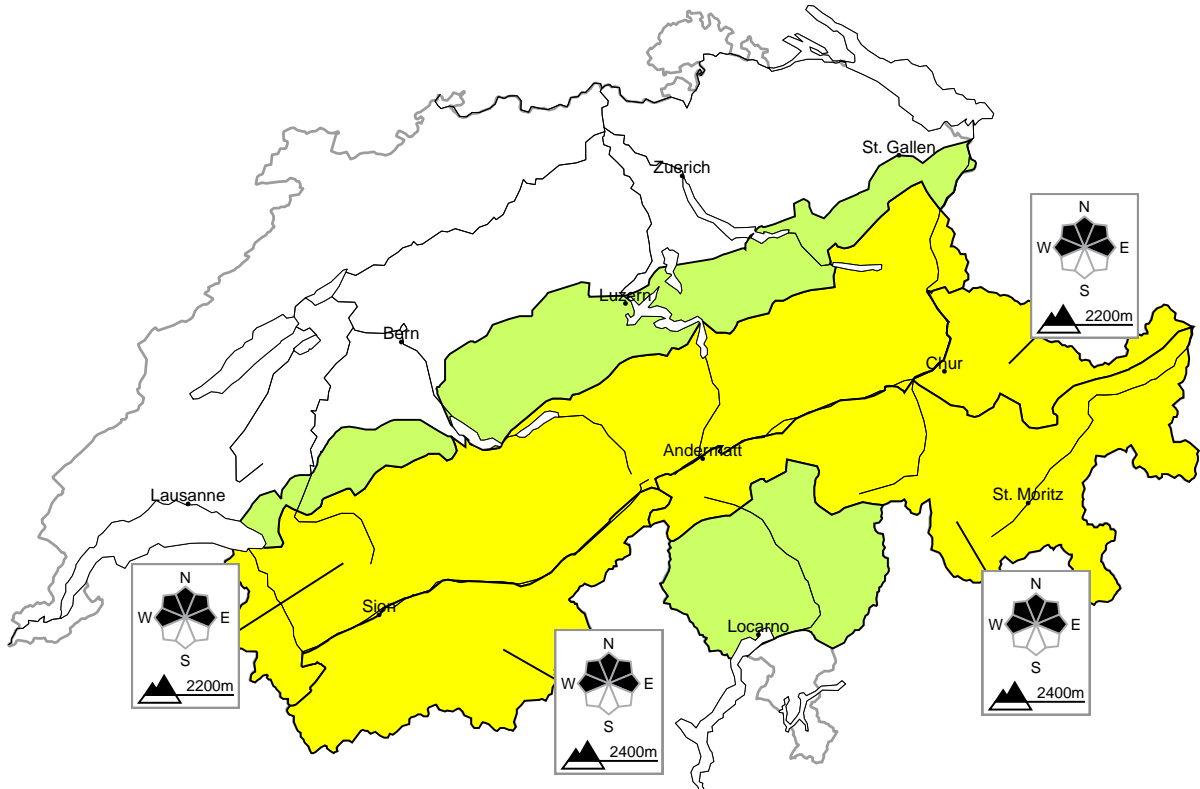 St. Gallen
Zuerich
N
W E
S
2200m
Luzern
Bern
Chur
Andermatt
Lausanne
St. Moritz
N
W E
S
2200m
Sion
Locarno
N
W E
S
2400m
N
W E
S
2400m